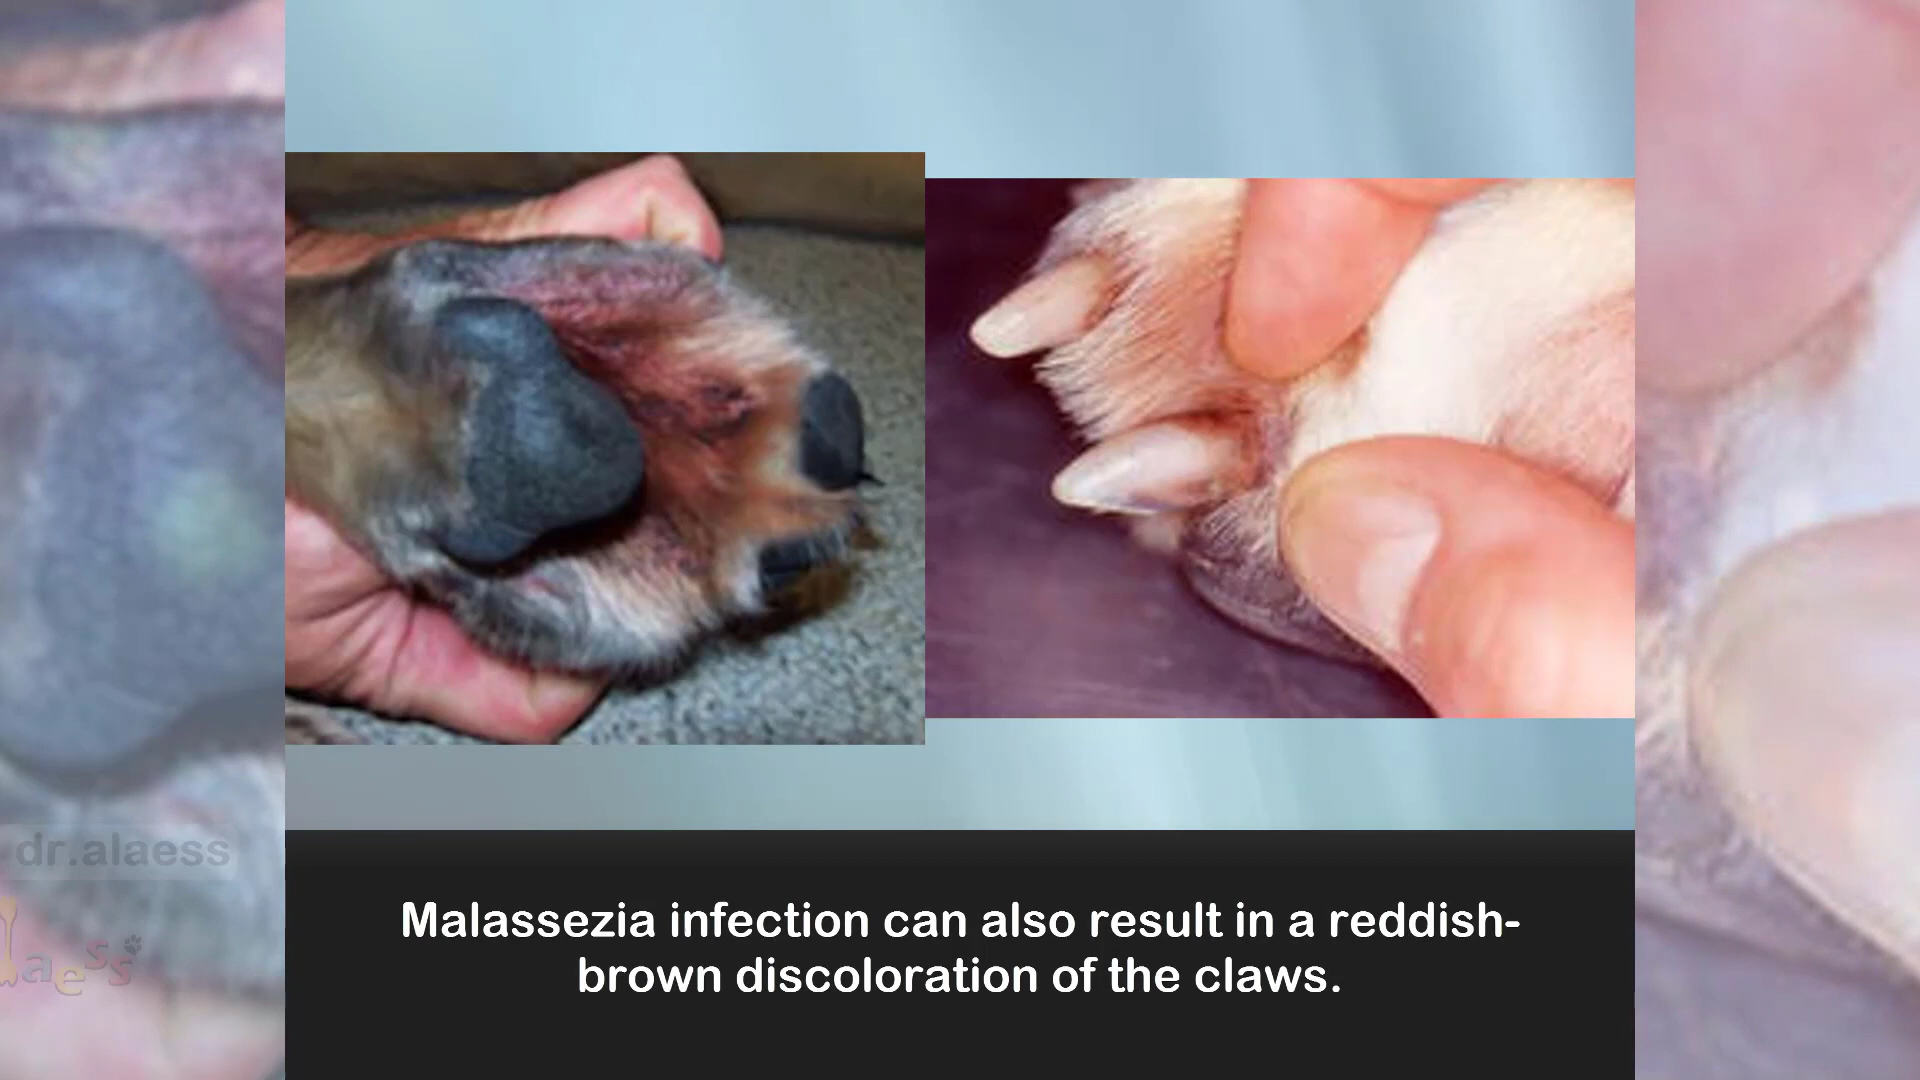 dr.alaess
Malassezia infection can also result in a reddish-
brown discoloration of the claws.